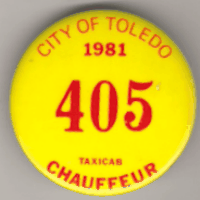 CITY OF TOLEDO
1981
405
TAXICAB
CHAUFFEUR